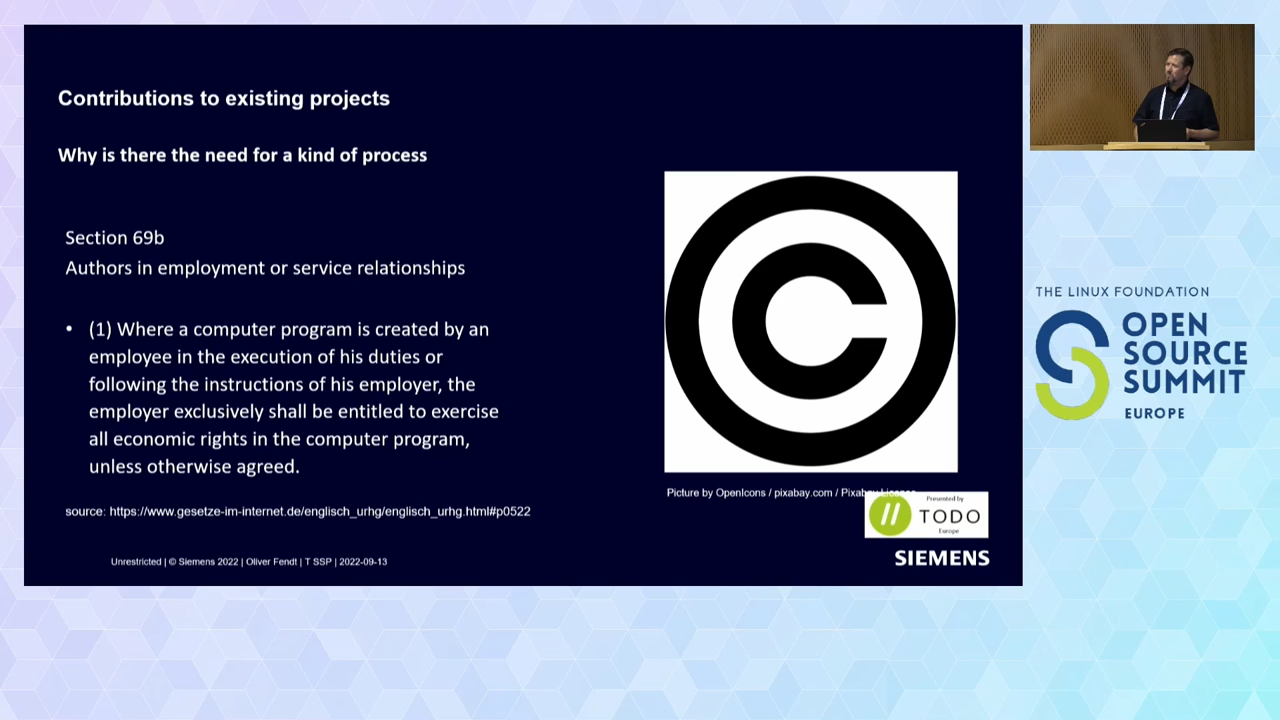 Contributions to existing projects
Why is there the need for a kind of process
Section 69b
Authors in employment or service relationships
• (1) Where a computer program is created by an
employee in the execution of his duties or
following the instructions of his employer, the
employer exclusively shall be entitled to exercise
all economic rights in the computer program,
unless otherwise agreed.
source: https://www.gesetze-im-internet.de/englisch_urhg/englisch_urhg.html#p0522
Unrestricted | © Siemens 2022 | Oliver Fendt | T SSP | 2022-09-13
Picture by OpenIcons / pixabay.com / Pixabay License
Presented by
TODO
Europe
SIEMENS
THE LINUX FOUNDATION
OPEN
SOURCE
SUMMIT
EUROPE